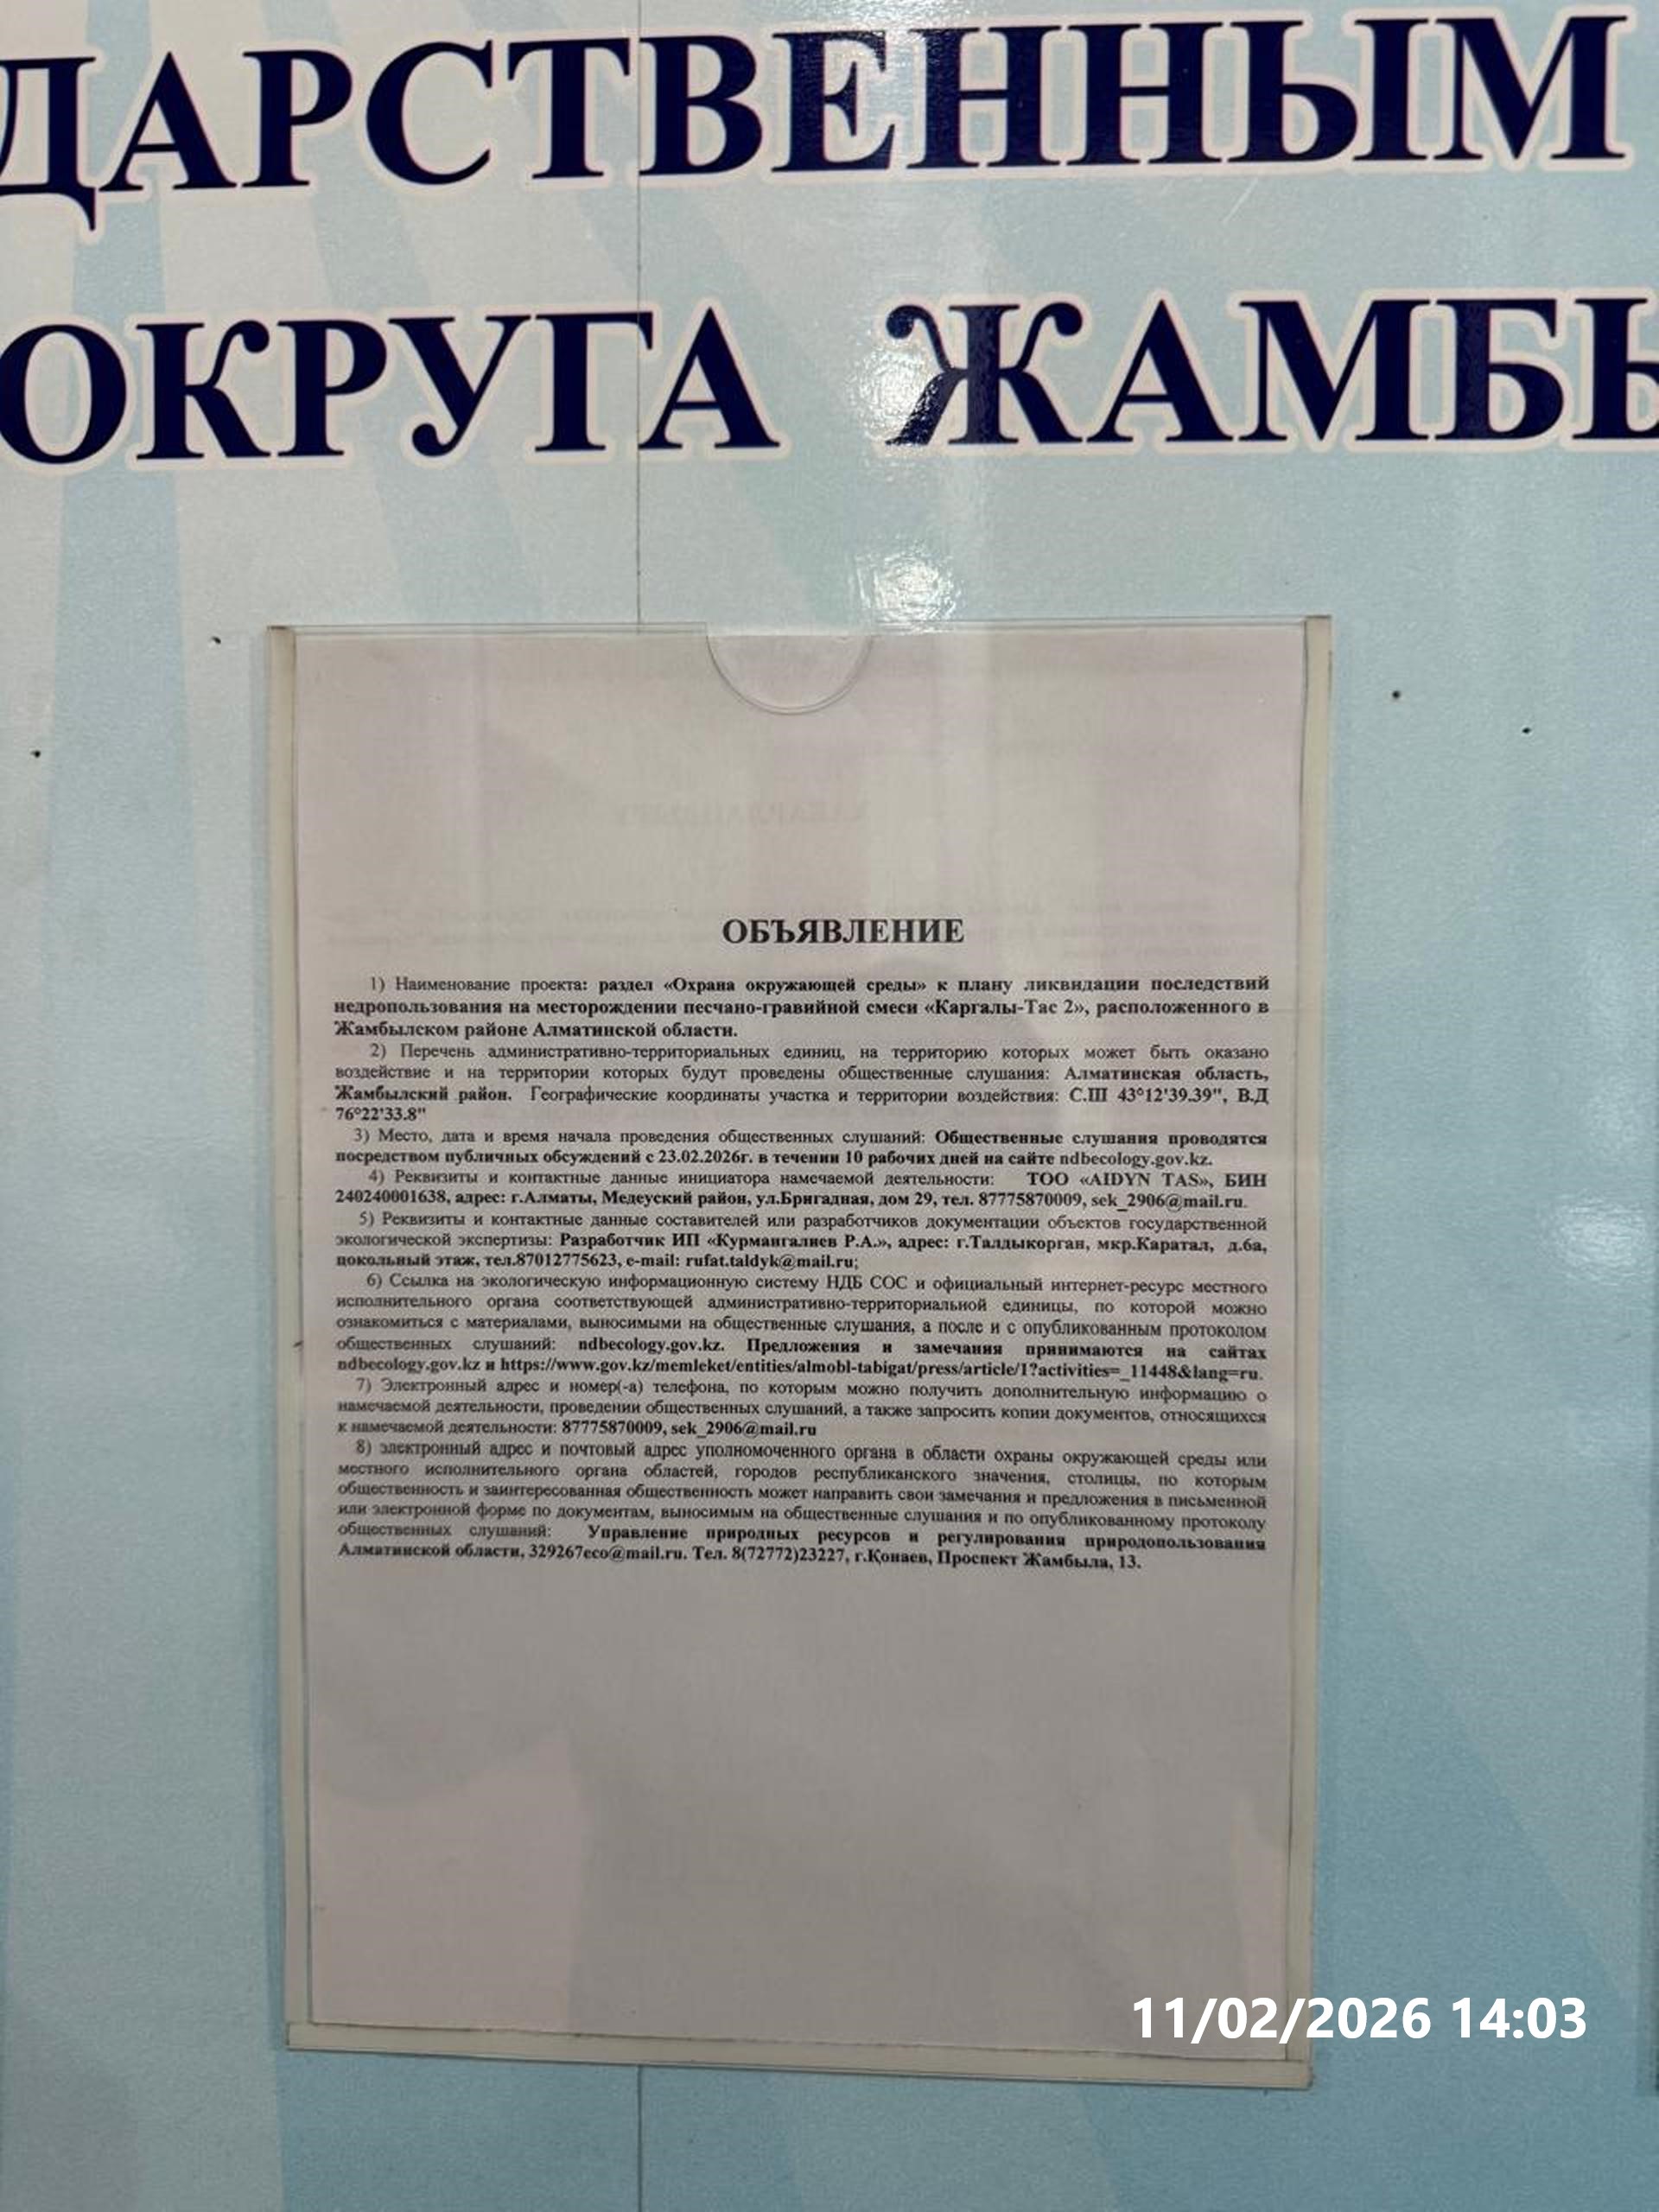 ДАРСТВЕННЫМ
ОКРУГА ЖАМБЫ
ОБЪЯВЛЕНИЕ
1) Наименование проекта: раздел «Охрана окружающей среды» к плану ликвидации последствий
недропользования на месторождении песчано-гравийной смеси «Каргалы-Тас 2», расположенного в
Жамбылском районе Алматинской области.
2) Перечень административно-территориальных единиц, на территорию которых может быть оказано
воздействие и на территории которых будут проведены общественные слушания: Алматинская область,
Жамбылский район. Географические координаты участка и территории воздействия: С.Ш 43°12'39.39", В.Д
76°22'33.8"
3) Место, дата и время начала проведения общественных слушаний: Общественные слушания проводятся
посредством публичных обсуждений с 23.02.2026г. в течении 10 рабочих дней на сайте ndbecology.gov.kz.
4) Реквизиты и контактные данные инициатора намечаемой деятельности: ТОО «AIDYN TAS», БИН
240240001638, адрес: г.Алматы, Медеуский район, ул.Бригадная, дом 29, тел. 87775870009, sek_2906@mail.ru.
5) Реквизиты и контактные данные составителей или разработчиков документации объектов государственной
экологической экспертизы: Разработчик ИП «Курмангалиев Р.А.», адрес: г.Талдыкорган, мкр.Каратал, д.6а,
цокольный этаж, тел.87012775623, e-mail: rufat.taldyk@mail.ru;
6) Ссылка на экологическую информационную систему НДБ СОС и официальный интернет-ресурс местного
исполнительного органа соответствующей административно-территориальной единицы, по которой можно
ознакомиться с материалами, выносимыми на общественные слушания, а после и с опубликованным протоколом
общественных слушаний: ndbecology.gov.kz. Предложения и замечания принимаются на сайтах
ndbecology.gov.kz и https://www.gov.kz/memleket/entities/almobl-tabigat/press/article/1?activities=_11448&lang=ru.
7) Электронный адрес и номер(-а) телефона, по которым можно получить дополнительную информацию о
намечаемой деятельности, проведении общественных слушаний, а также запросить копии документов, относящихся
к намечаемой деятельности: 87775870009, sek_2906@mail.ru
8) электронный адрес и почтовый адрес уполномоченного органа в области охраны окружающей среды или
местного исполнительного органа областей, городов республиканского значения, столицы, по которым
общественность и заинтересованная общественность может направить свои замечания и предложения в письменной
или электронной форме по документам, выносимым на общественные слушания и по опубликованному протоколу
общественных слушаний: Управление природных ресурсов и регулирования природопользования
Алматинской области, 329267eco@mail.ru. Тел. 8(72772)23227, г.Қонаев, Проспект Жамбыла, 13.
11/02/2026 14:03